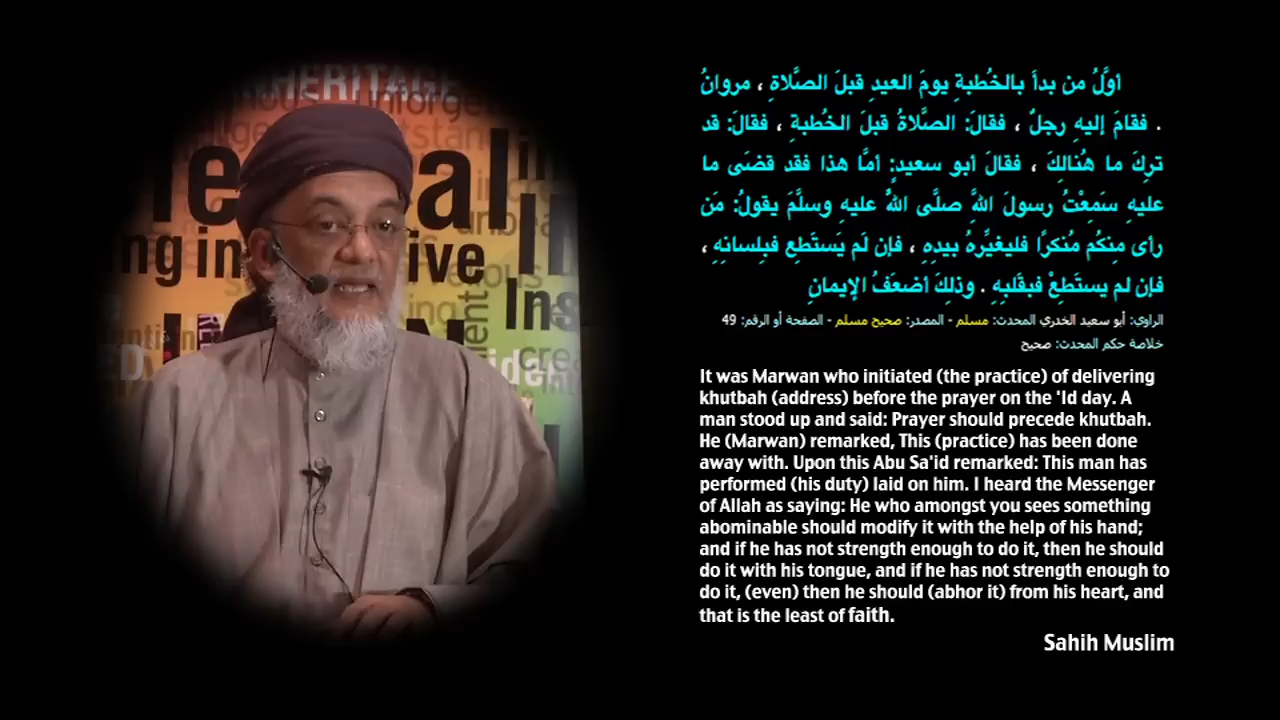 HERITAGE
أوَّلُ من بدأَ بالخُطبةِ يومَ العيدِ قبلَ الصَّلاةِ ، مروانُ
. فقامَ إليهِ رجلٌ ، فقالَ: الصَّلاةُ قبلَ الخُطبةِ ، فقالَ: قد
ترِكَ ما هُنالِكَ ، فقالَ أبو سعيدٍ: أمَّا هذا فقد قضَى ما
عليهِ سَمِعْتُ رسولَ اللهِ صلَّى اللهُ عليهِ وسلَّمَ يقولُ: مَن
رأى مِنكُم مُنكرًا فليغيِّرهُ بيدِهِ ، فإن لَم يَستَطِع فبلِسانِهِ ،
فإن لم يستَطِعْ فبقَلبِهِ . وذلِكَ أضعَفُ الإيمانِ
الراوي: أبو سعيد الخدري المحدث: مسلم - المصدر: صحيح مسلم - الصفحة أو الرقم: 49
خلاصة حكم المحدث: صحيح
It was Marwan who initiated (the practice) of delivering
khutbah (address) before the prayer on the 'Id day. A
man stood up and said: Prayer should precede khutbah.
He (Marwan) remarked, This (practice) has been done
away with. Upon this Abu Sa'id remarked: This man has
performed (his duty) laid on him. I heard the Messenger
of Allah as saying: He who amongst you sees something
abominable should modify it with the help of his hand;
and if he has not strength enough to do it, then he should
do it with his tongue, and if he has not strength enough to
do it, (even) then he should (abhor it) from his heart, and
that is the least of faith.
Sahih Muslim